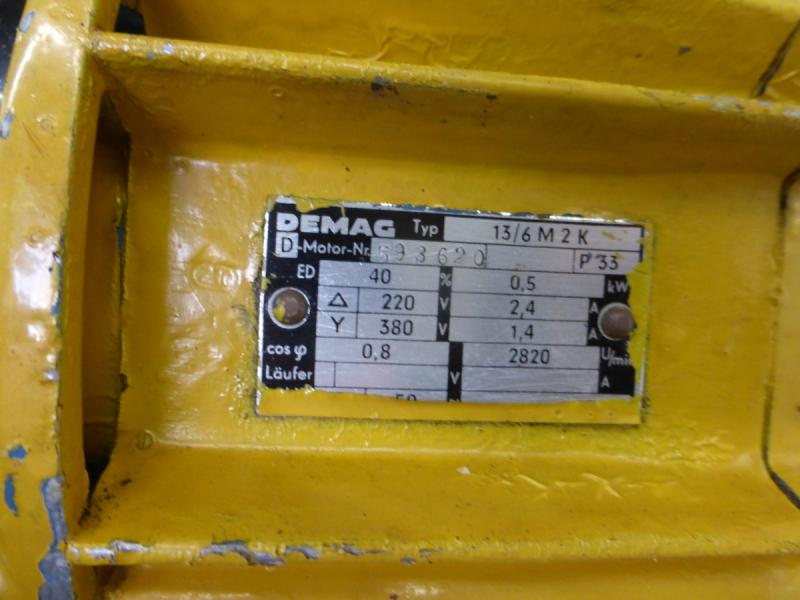 DEMAG Typ 13/6 M 2 K
D-Motor-Nr. 593620 P 33
ED 40 % 0,5 kW
△ 220 V 2,4 A
Y 380 V 1,4 A
cos φ 0,8 2820 U/min
Läufer V A
50